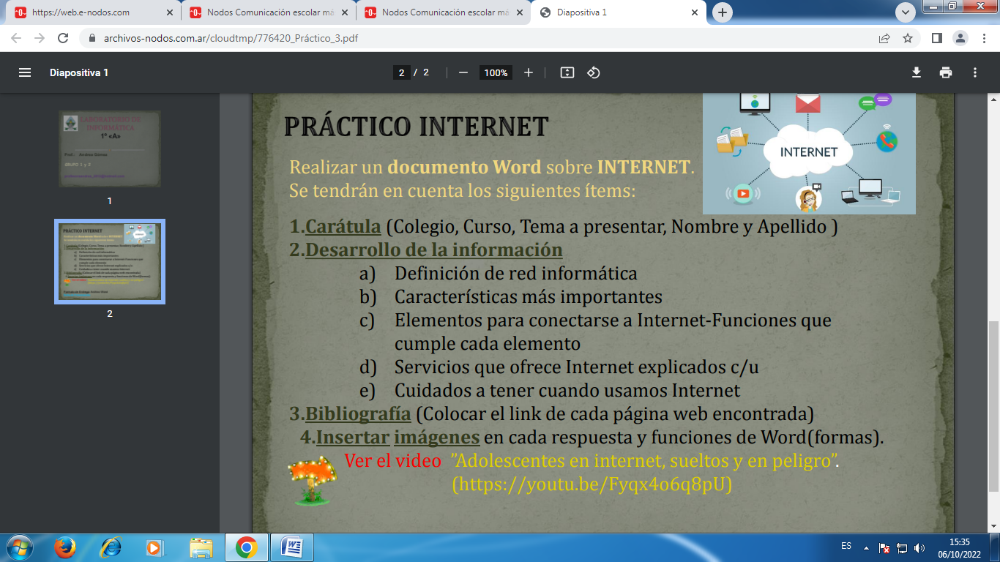 https://web.e-nodos.com
Nodos Comunicación escolar má
Nodos Comunicación escolar má
Diapositiva 1
archivos-nodos.com.ar/cloudtmp/776420_Práctico_3.pdf
Diapositiva 1
2 / 2
100%
LABORATORIO DE
INFORMÁTICA
1º «A»
GRUPO 1 y 2
1
2
PRÁCTICO INTERNET
INTERNET
Realizar un documento Word sobre INTERNET.
Se tendrán en cuenta los siguientes ítems:
1.Carátula (Colegio, Curso, Tema a presentar, Nombre y Apellido )
2.Desarrollo de la información
a) Definición de red informática
b) Características más importantes
c) Elementos para conectarse a Internet-Funciones que
cumple cada elemento
d) Servicios que ofrece Internet explicados c/u
e) Cuidados a tener cuando usamos Internet
3.Bibliografía (Colocar el link de cada página web encontrada)
4.Insertar imágenes en cada respuesta y funciones de Word(formas).
Ver el video ”Adolescentes en internet, sueltos y en peligro”.
(https://youtu.be/Fyqx4o6q8pU)
ES
15:35
06/10/2022